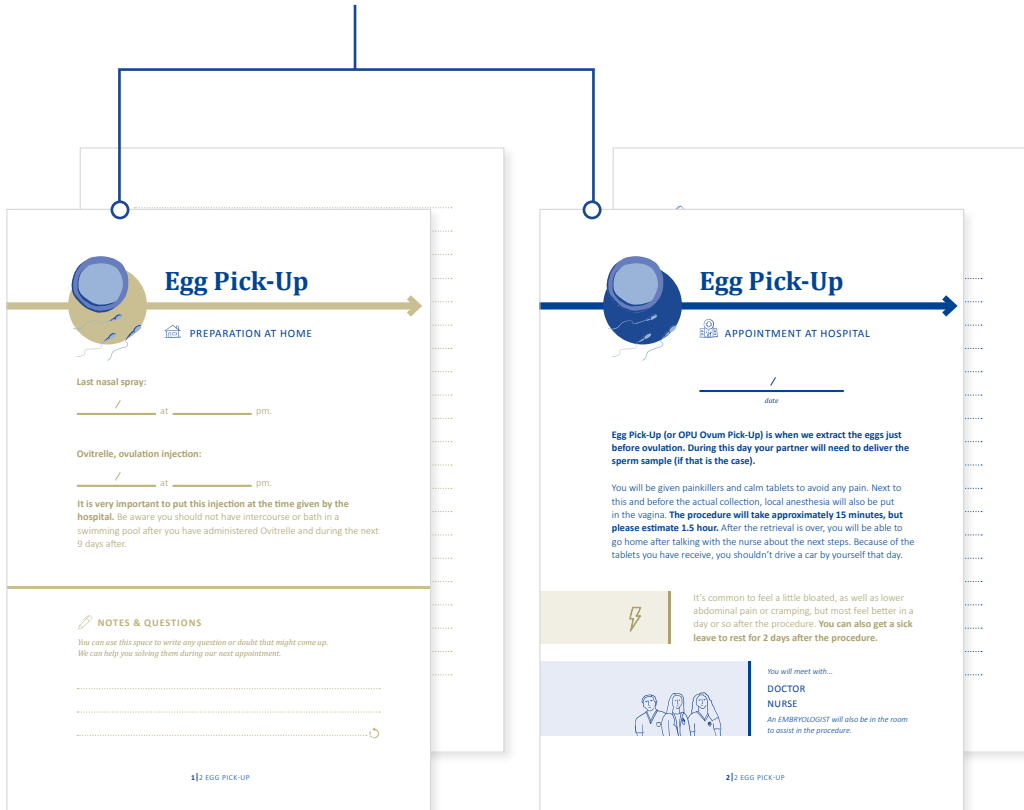 Egg Pick-Up
PREPARATION AT HOME
Last nasal spray:
/ at pm.
Ovitrelle, ovulation injection:
/ at pm.
It is very important to put this injection at the time given by the
hospital. Be aware you should not have intercourse or bath in a
swimming pool after you have administered Ovitrelle and during the next
9 days after.
NOTES & QUESTIONS
You can use this space to write any question or doubt that might come up.
We can help you solving them during our next appointment.
1|2 EGG PICK-UP
Egg Pick-Up
APPOINTMENT AT HOSPITAL
/
date
Egg Pick-Up (or OPU Ovum Pick-Up) is when we extract the eggs just
before ovulation. During this day your partner will need to deliver the
sperm sample (if that is the case).
You will be given painkillers and calm tablets to avoid any pain. Next to
this and before the actual collection, local anesthesia will also be put
in the vagina. The procedure will take approximately 15 minutes, but
please estimate 1.5 hour. After the retrieval is over, you will be able to
go home after talking with the nurse about the next steps. Because of the
tablets you have receive, you shouldn't drive a car by yourself that day.
It's common to feel a little bloated, as well as lower
abdominal pain or cramping, but most feel better in a
day or so after the procedure. You can also get a sick
leave to rest for 2 days after the procedure.
You will meet with...
DOCTOR
NURSE
An EMBRYOLOGIST will also be in the room
to assist in the procedure.
2|2 EGG PICK-UP